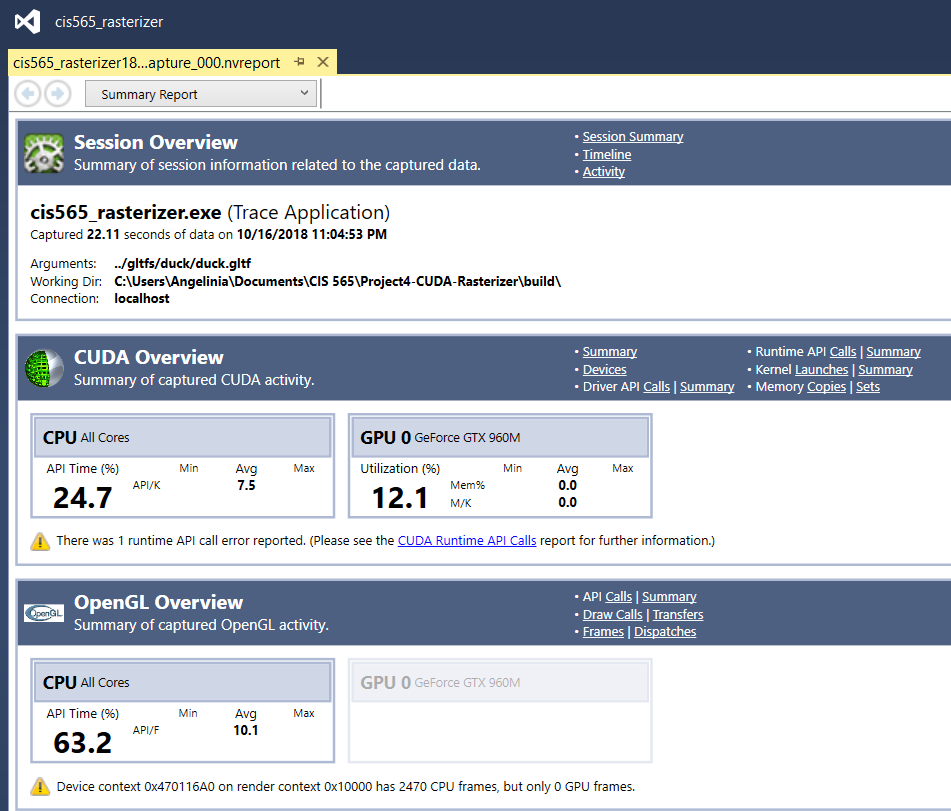 cis565_rasterizer
cis565_rasterizer18...apture_000.nvreport
Summary Report
Session Overview
Summary of session information related to the captured data.
• Session Summary
• Timeline
• Activity
cis565_rasterizer.exe (Trace Application)
Captured 22.11 seconds of data on 10/16/2018 11:04:53 PM
Arguments: ../gltfs/duck/duck.gltf
Working Dir: C:\Users\Angelinia\Documents\CIS 565\Project4-CUDA-Rasterizer\build\
Connection: localhost
CUDA Overview
Summary of captured CUDA activity.
• Summary
• Devices
• Driver API Calls | Summary
• Runtime API Calls | Summary
• Kernel Launches | Summary
• Memory Copies | Sets
CPU All Cores
API Time (%) Min Avg Max
24.7 API/K 7.5
GPU 0 GeForce GTX 960M
Utilization (%) Min Avg Max
12.1 Mem% 0.0
M/K 0.0
There was 1 runtime API call error reported. (Please see the CUDA Runtime API Calls report for further information.)
OpenGL
OpenGL Overview
Summary of captured OpenGL activity.
• API Calls | Summary
• Draw Calls | Transfers
• Frames | Dispatches
CPU All Cores
API Time (%) Min Avg Max
63.2 API/F 10.1
GPU 0 GeForce GTX 960M
Device context 0x470116A0 on render context 0x10000 has 2470 CPU frames, but only 0 GPU frames.